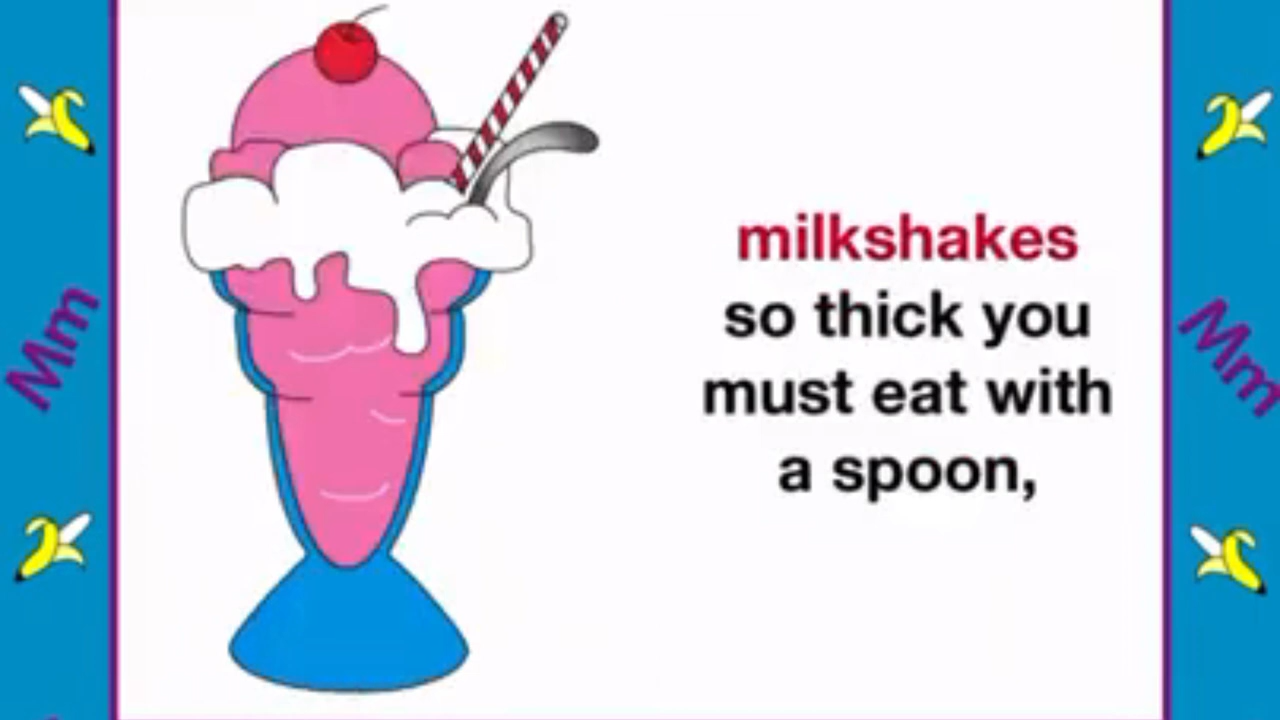 milkshakes
so thick you
must eat with
a spoon,
Mm
Mm